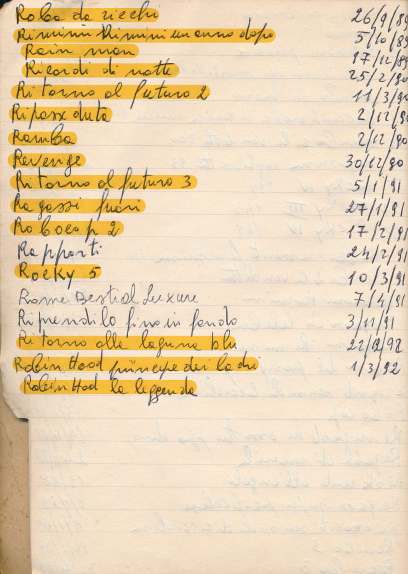 Roba da ricchi 26/9/89
Rimini Rimini un anno dopo 5/10/89
Rain man 17/12/89
Ricordi di notte 25/2/90
Ritorno al futuro 2 11/3/90
Riposseduta 2/12/90
Ramba 2/12/90
Revenge 30/12/90
Ritorno al futuro 3 5/1/91
Ragazzi fuori 27/1/91
Robocop 2 17/2/91
Rapporti 24/2/91
Rocky 5 10/3/91
Rosse Bestial Luxure 7/4/91
Riprendilo fino in fondo 3/11/91
Ritorno alla laguna blu 22/2/92
Robin Hood principe dei ladri 1/3/92
Robin Hood la leggenda